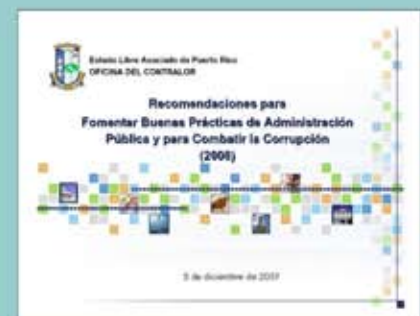 Estado Libre Asociado de Puerto Rico
OFICINA DEL CONTRALOR
Recomendaciones para
Fomentar Buenas Prácticas de Administración
Pública y para Combatir la Corrupción
(2008)
5 de diciembre de 2007